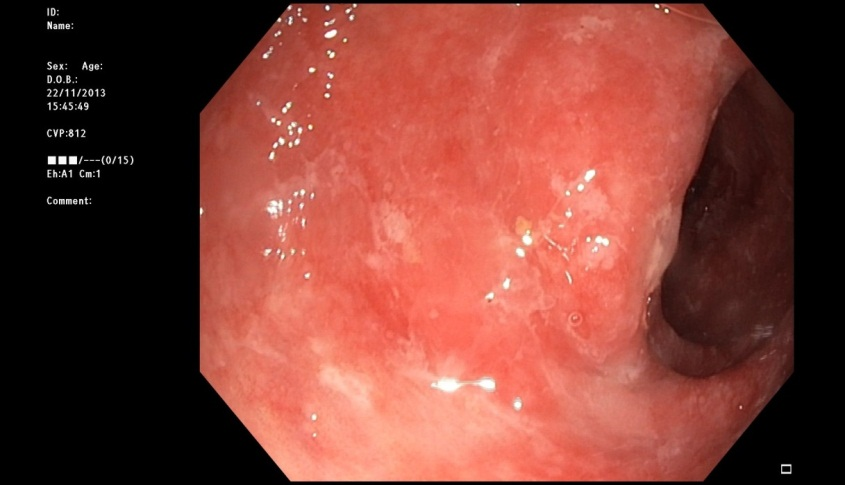 ID:
Name:
Sex: Age:
D.O.B.:
22/11/2013
15:45:49
CVP:812
■■■/---(0/15)
Eh:A1 Cm:1
Comment: